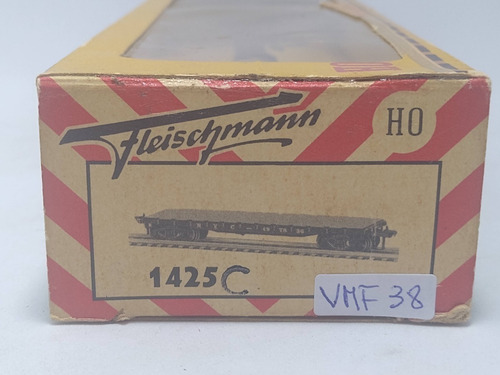 Fleischmann
HO
1425C
VMF 38